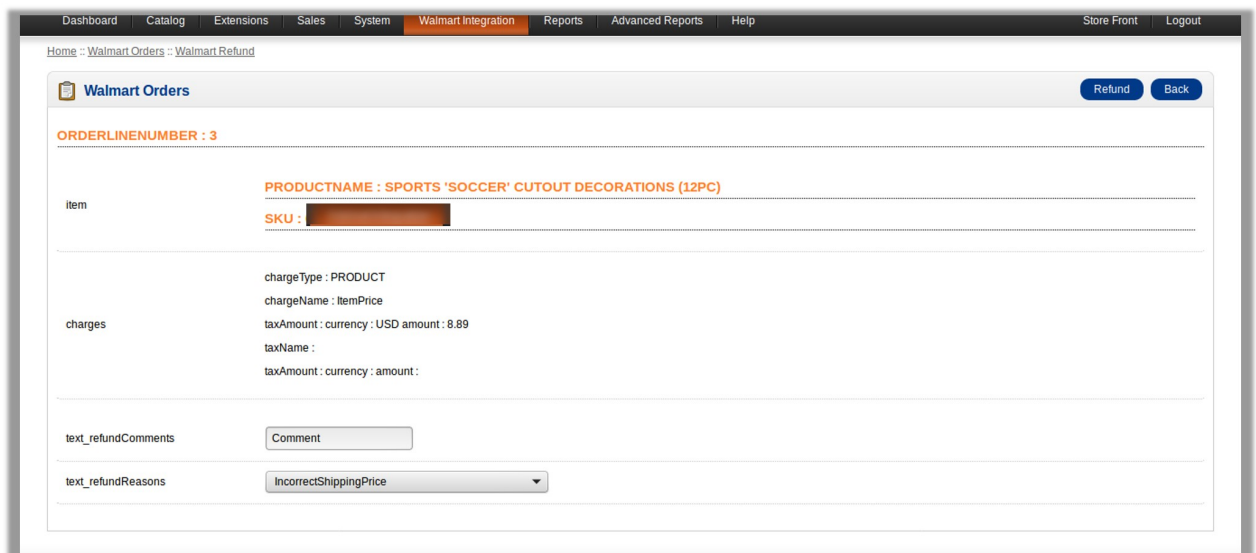 Dashboard Catalog Extensions Sales System Walmart Integration Reports Advanced Reports Help Store Front Logout
Home :: Walmart Orders :: Walmart Refund
Walmart Orders Refund Back
ORDERLINENUMBER : 3
PRODUCTNAME : SPORTS 'SOCCER' CUTOUT DECORATIONS (12PC)
item
SKU :
chargeType : PRODUCT
chargeName : ItemPrice
charges taxAmount : currency : USD amount : 8.89
taxName :
taxAmount : currency : amount :
text_refundComments Comment
text_refundReasons IncorrectShippingPrice